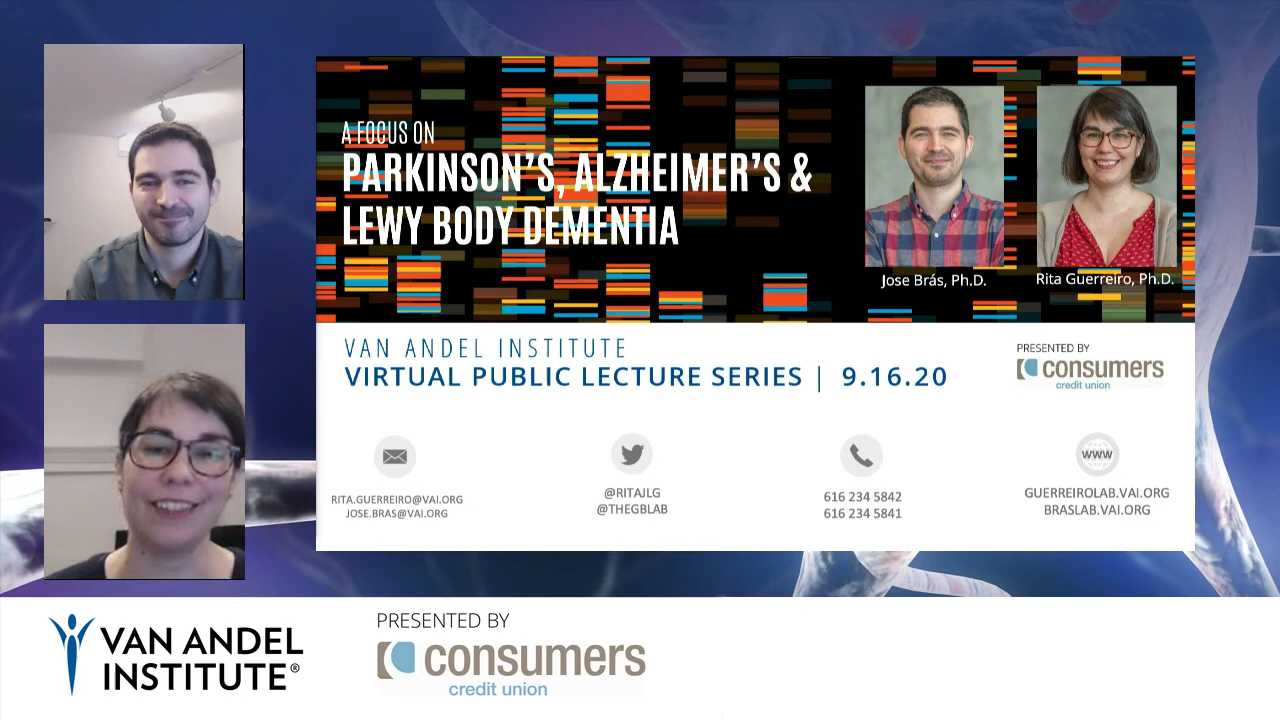 A FOCUS ON
PARKINSON'S, ALZHEIMER'S &
LEWY BODY DEMENTIA
Jose Brás, Ph.D.
Rita Guerreiro, Ph.D.
VAN ANDEL INSTITUTE
VIRTUAL PUBLIC LECTURE SERIES | 9.16.20
PRESENTED BY
consumers
credit union
RITA.GUERREIRO@VAI.ORG
JOSE.BRAS@VAI.ORG
@RITAJLG
@THEGBLAB
616 234 5842
616 234 5841
WWW
GUERREIROLAB.VAI.ORG
BRASLAB.VAI.ORG
VAN ANDEL
INSTITUTE®
PRESENTED BY
consumers
credit union